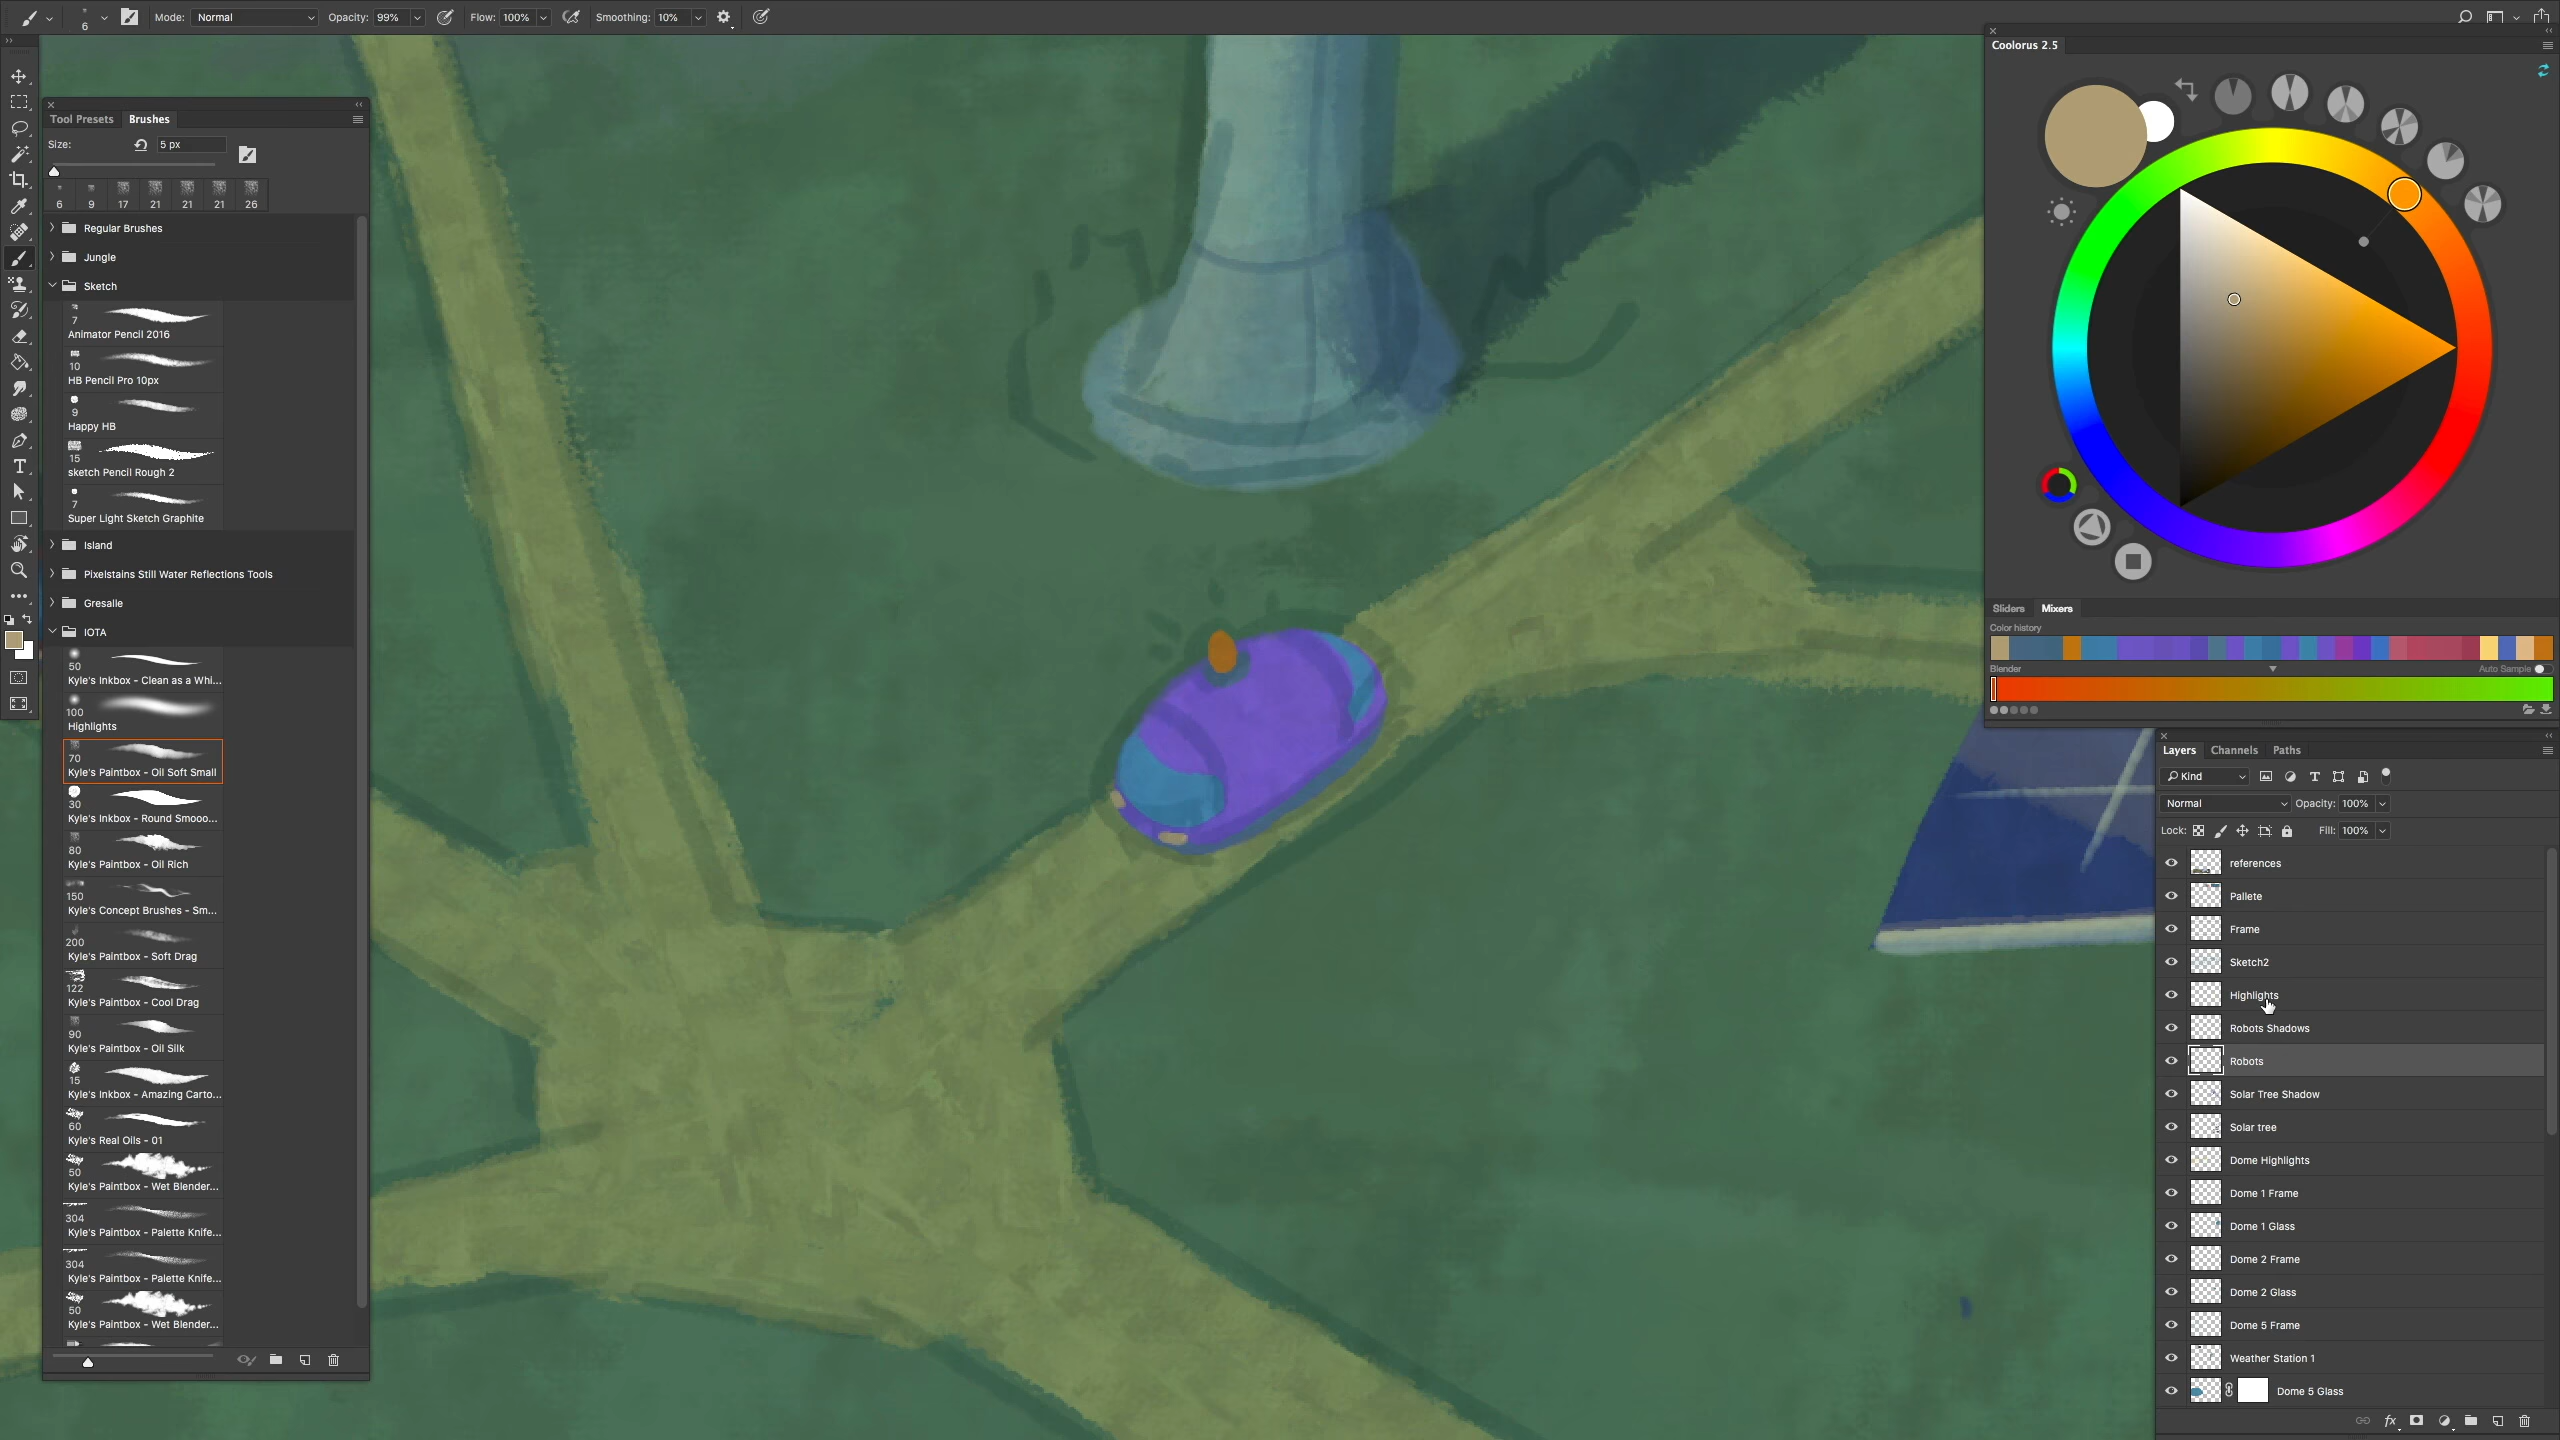 Mode: Normal Opacity: 99% Flow: 100% Smoothing: 10%
6
Tool Presets Brushes
Size: 5 px
6 9 17 21 21 21 26
Regular Brushes
Jungle
Sketch
7
Animator Pencil 2016
10
HB Pencil Pro 10px
9
Happy HB
15
sketch Pencil Rough 2
7
Super Light Sketch Graphite
Island
Pixelstains Still Water Reflections Tools
Gresalle
IOTA
50
Kyle's Inkbox - Clean as a Whi...
100
Highlights
70
Kyle's Paintbox - Oil Soft Small
30
Kyle's Inkbox - Round Smooo...
80
Kyle's Paintbox - Oil Rich
150
Kyle's Concept Brushes - Sm...
200
Kyle's Paintbox - Soft Drag
122
Kyle's Paintbox - Cool Drag
90
Kyle's Paintbox - Oil Silk
15
Kyle's Inkbox - Amazing Carto...
60
Kyle's Real Oils - 01
50
Kyle's Paintbox - Wet Blender...
304
Kyle's Paintbox - Palette Knife...
304
Kyle's Paintbox - Palette Knife...
50
Kyle's Paintbox - Wet Blender...
Coolorus 2.5
Sliders Mixers
Color history
Blender Auto Sample
Layers Channels Paths
Kind
Normal Opacity: 100%
Lock: Fill: 100%
references
Pallete
Frame
Sketch2
Highlights
Robots Shadows
Robots
Solar Tree Shadow
Solar tree
Dome Highlights
Dome 1 Frame
Dome 1 Glass
Dome 2 Frame
Dome 2 Glass
Dome 5 Frame
Weather Station 1
Dome 5 Glass
fx